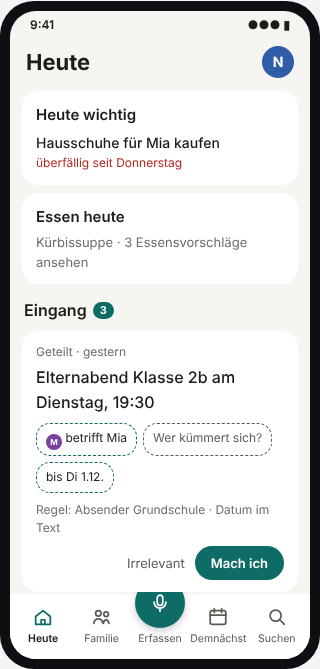 9:41
Heute
N
Heute wichtig
Hausschuhe für Mia kaufen
überfällig seit Donnerstag
Essen heute
Kürbissuppe · 3 Essensvorschläge
ansehen
Eingang 3
Geteilt · gestern
Elternabend Klasse 2b am
Dienstag, 19:30
M betrifft Mia Wer kümmert sich?
bis Di 1.12.
Regel: Absender Grundschule · Datum im
Text
Irrelevant Mach ich
Heute Familie Erfassen Demnächst Suchen